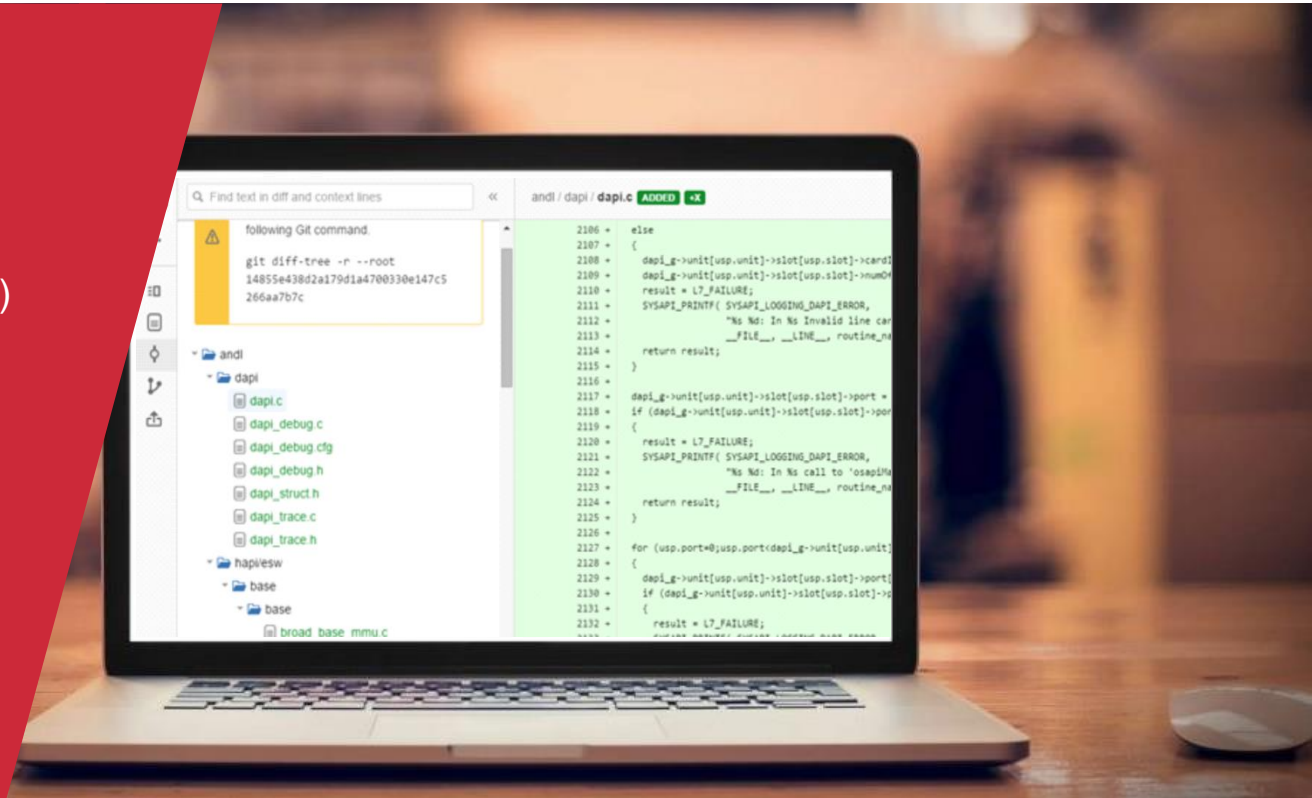 )
Find text in diff and context lines
«
following Git command.
git diff-tree -r --root
14855e438d2a179d1a4700330e147c5
266aa7b7c
andl
dapi
dapi.c
dapi_debug.c
dapi_debug.cfg
dapi_debug.h
dapi_struct.h
dapi_trace.c
dapi_trace.h
hapi/esw
base
base
broad_base_mmu.c
andl / dapi / dapi.c ADDED +X
2106 + else
2107 + {
2108 + dapi_g->unit[usp.unit]->slot[usp.slot]->cardI
2109 + dapi_g->unit[usp.unit]->slot[usp.slot]->numOf
2110 + result = L7_FAILURE;
2111 + SYSAPI_PRINTF( SYSAPI_LOGGING_DAPI_ERROR,
2112 + "%s %d: In %s Invalid line car
2113 + __FILE__, __LINE__, routine_na
2114 + return result;
2115 + }
2116 +
2117 + dapi_g->unit[usp.unit]->slot[usp.slot]->port =
2118 + if (dapi_g->unit[usp.unit]->slot[usp.slot]->por
2119 + {
2120 + result = L7_FAILURE;
2121 + SYSAPI_PRINTF( SYSAPI_LOGGING_DAPI_ERROR,
2122 + "%s %d: In %s call to 'osapiMa
2123 + __FILE__, __LINE__, routine_na
2124 + return result;
2125 + }
2126 +
2127 + for (usp.port=0;usp.port<dapi_g->unit[usp.unit]
2128 + {
2129 + dapi_g->unit[usp.unit]->slot[usp.slot]->port[
2130 + if (dapi_g->unit[usp.unit]->slot[usp.slot]->p
2131 + {
2132 + result = L7_FAILURE;